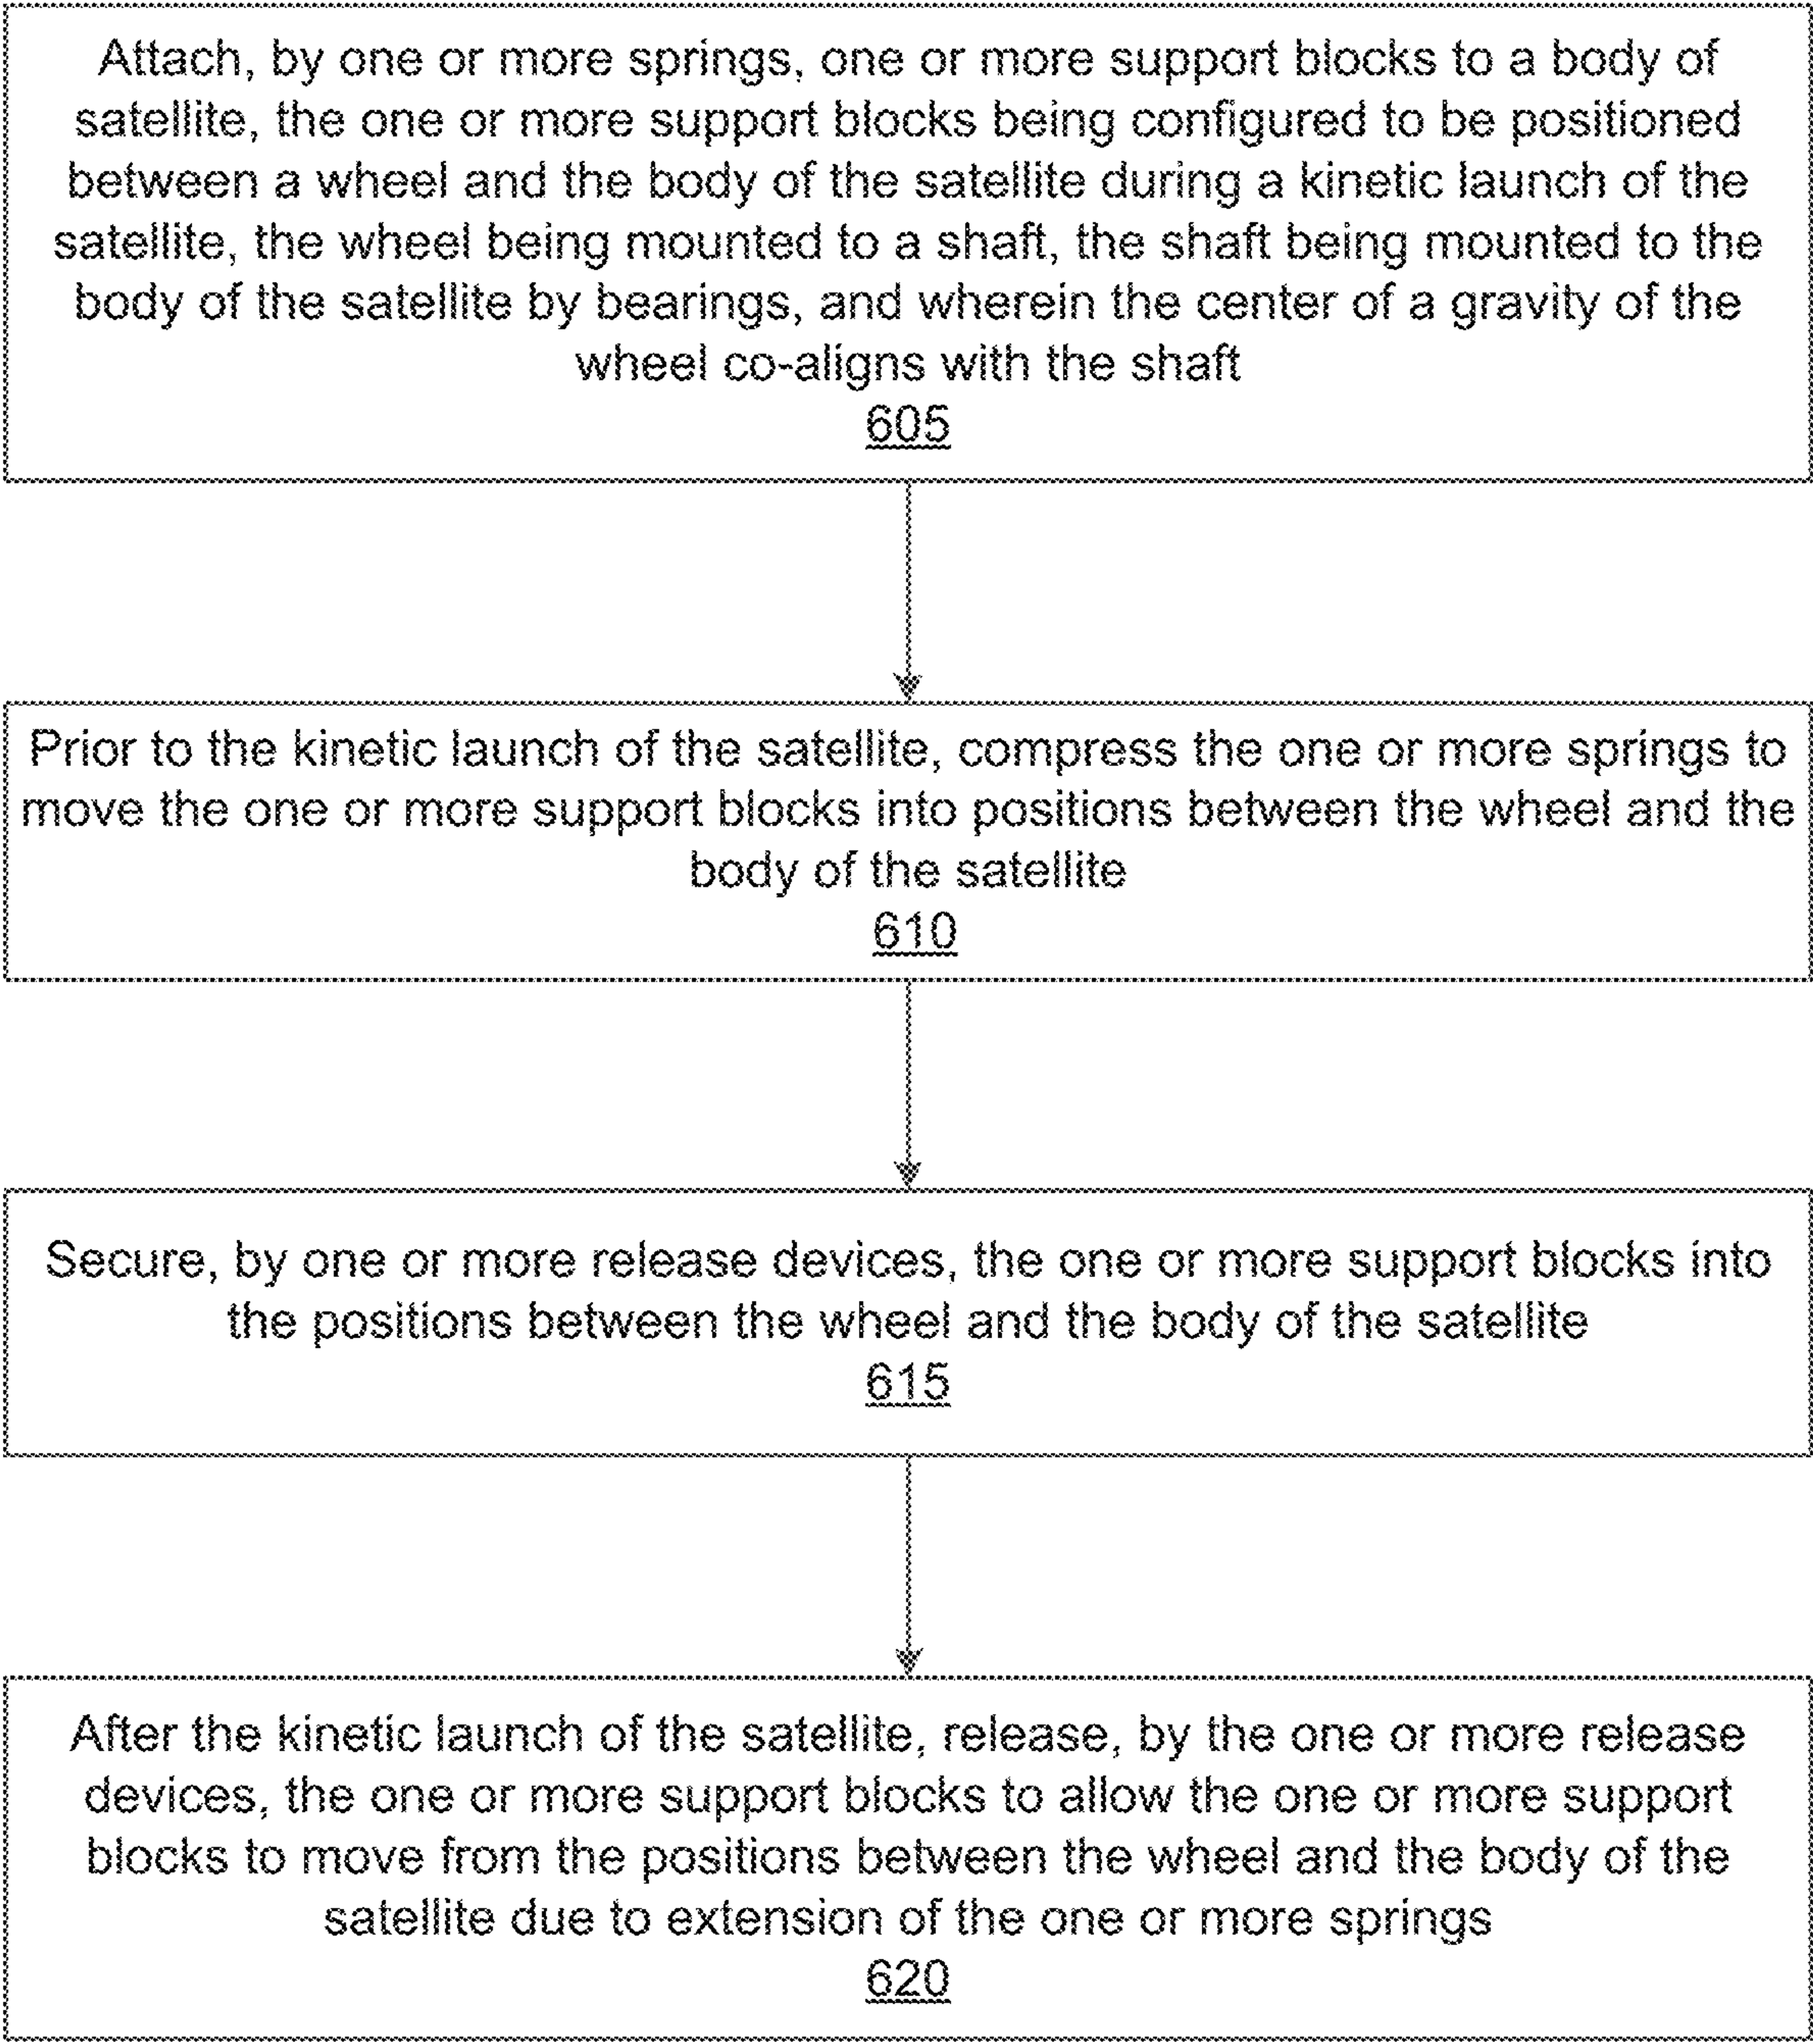 Attach, by one or more springs, one or more support blocks to a body of
satellite, the one or more support blocks being configured to be positioned
between a wheel and the body of the satellite during a kinetic launch of the
satellite, the wheel being mounted to a shaft, the shaft being mounted to the
body of the satellite by bearings, and wherein the center of a gravity of the
wheel co-aligns with the shaft
605
Prior to the kinetic launch of the satellite, compress the one or more springs to
move the one or more support blocks into positions between the wheel and the
body of the satellite
610
Secure, by one or more release devices, the one or more support blocks into
the positions between the wheel and the body of the satellite
615
After the kinetic launch of the satellite, release, by the one or more release
devices, the one or more support blocks to allow the one or more support
blocks to move from the positions between the wheel and the body of the
satellite due to extension of the one or more springs
620